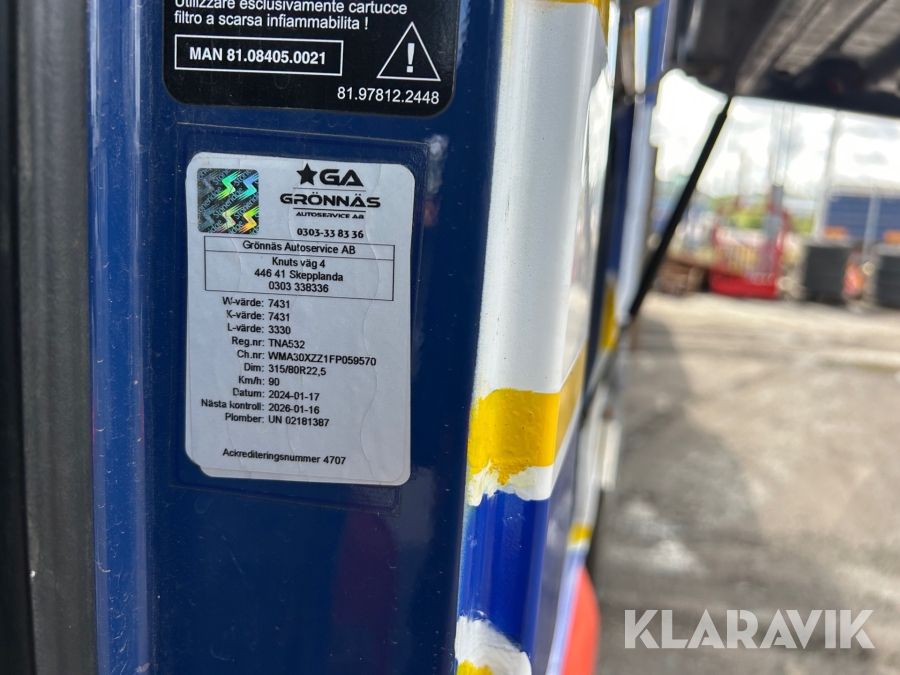 Utilizzare esclusivamente cartucce
filtro a scarsa infiammabilita !
MAN 81.08405.0021
81.97812.2448
GA
GRÖNNÄS
AUTOSERVICE AB
0303-33 83 36
Grönnäs Autoservice AB
Knuts väg 4
446 41 Skepplanda
0303 338336
W-värde: 7431
K-värde: 7431
L-värde: 3330
Reg.nr: TNA532
Ch.nr: WMA30XZZ1FP059570
Dim: 315/80R22,5
Km/h: 90
Datum: 2024-01-17
Nästa kontroll: 2026-01-16
Plomber: UN 02181387
Ackrediteringsnummer 4707
KLARAVIK